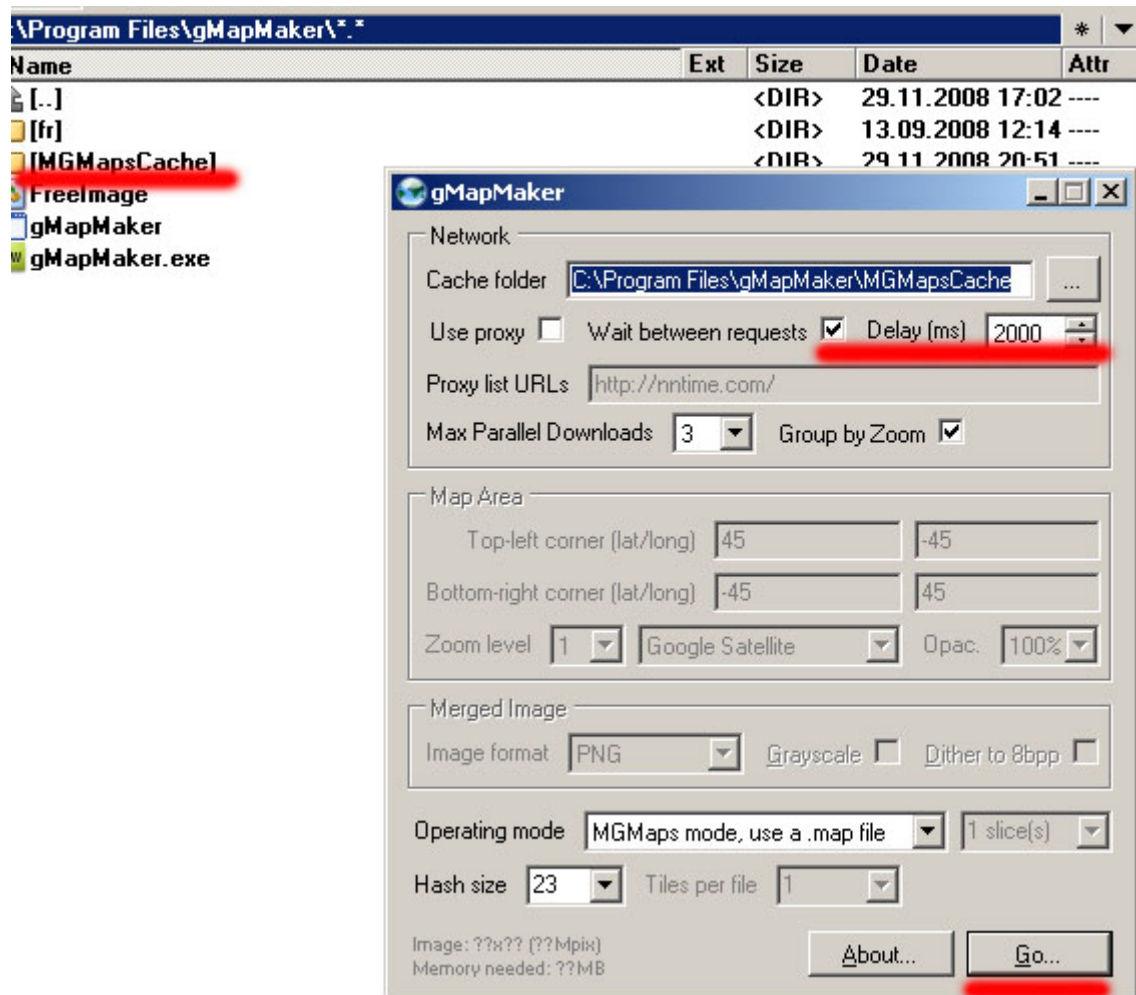 :\Program Files\gMapMaker\*.*
Name Ext Size Date Attr
[..] <DIR> 29.11.2008 17:02 ----
[fr] <DIR> 13.09.2008 12:14 ----
[MGMapsCache] <DIR> 29.11.2008 20:51 ----
FreeImage
gMapMaker
gMapMaker.exe
gMapMaker
Network
Cache folder C:\Program Files\gMapMaker\MGMapsCache ...
Use proxy Wait between requests Delay (ms) 2000
Proxy list URLs http://nntime.com/
Max Parallel Downloads 3 Group by Zoom
Map Area
Top-left corner (lat/long) 45 -45
Bottom-right corner (lat/long) -45 45
Zoom level 1 Google Satellite Opac. 100%
Merged Image
Image format PNG Grayscale Dither to 8bpp
Operating mode MGMaps mode, use a .map file 1 slice(s)
Hash size 23 Tiles per file 1
Image: ??x?? (??Mpix)
Memory needed: ??MB
About... Go...